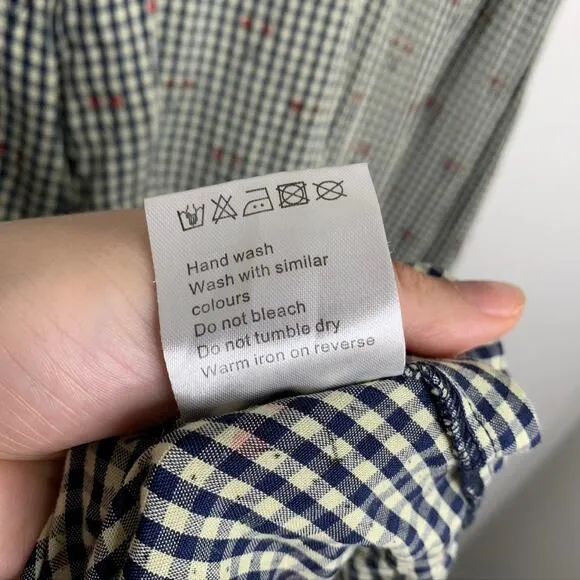 Hand wash
Wash with similar
colours
Do not bleach
Do not tumble dry
Warm iron on reverse